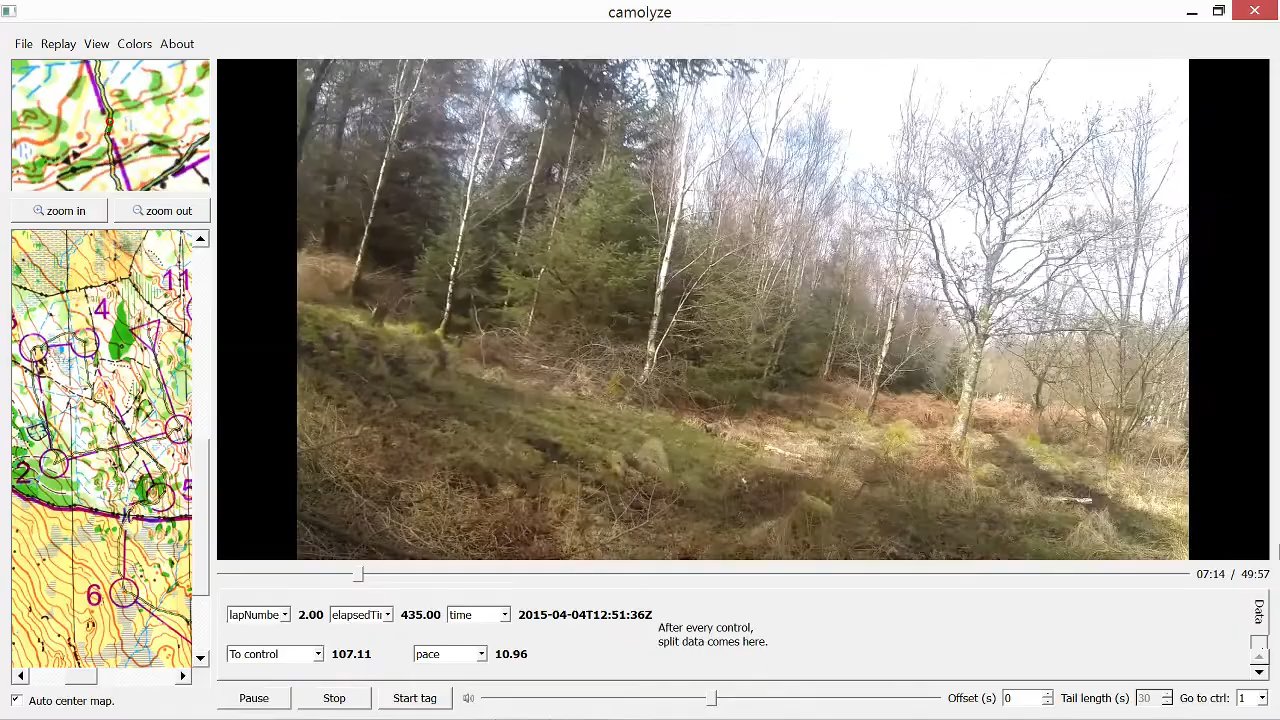 camolyze
File Replay View Colors About
zoom in zoom out
11
4
2
5
6
07:14 / 49:57
lapNumbe 2.00 elapsedTi 435.00 time 2015-04-04T12:51:36Z
After every control,
split data comes here.
To control 107.11 pace 10.96
Data
Auto center map.
Pause Stop Start tag Offset (s) 0 Tail length (s) 30 Go to ctrl: 1